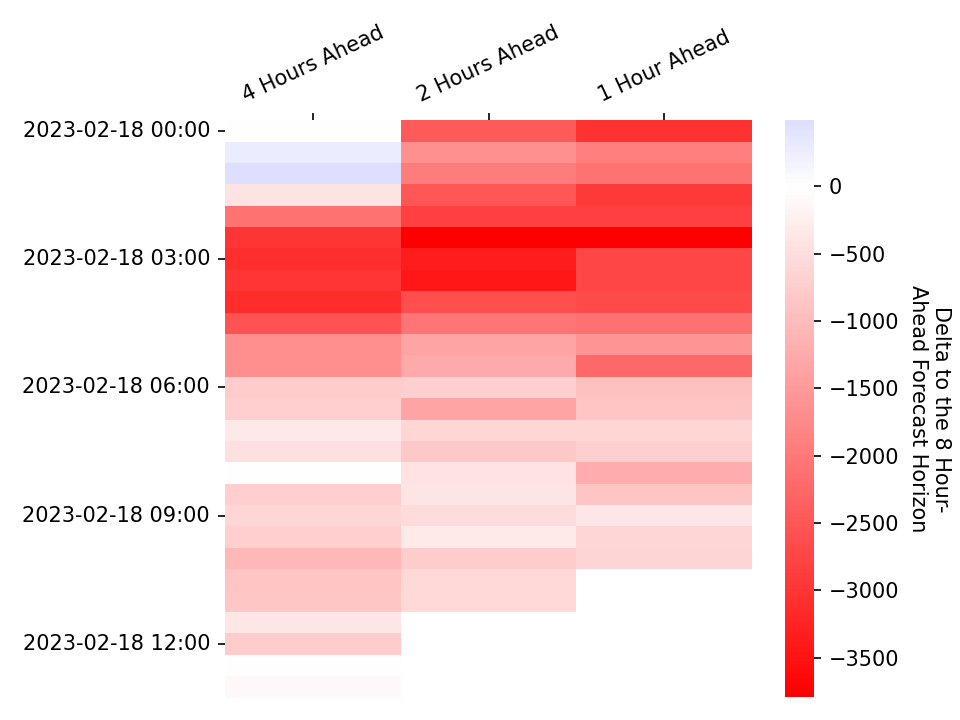 4 Hours Ahead
2 Hours Ahead
1 Hour Ahead
2023-02-18 00:00
2023-02-18 03:00
2023-02-18 06:00
2023-02-18 09:00
2023-02-18 12:00
0
−500
−1000
−1500
−2000
−2500
−3000
−3500
Delta to the 8 Hour-
Ahead Forecast Horizon